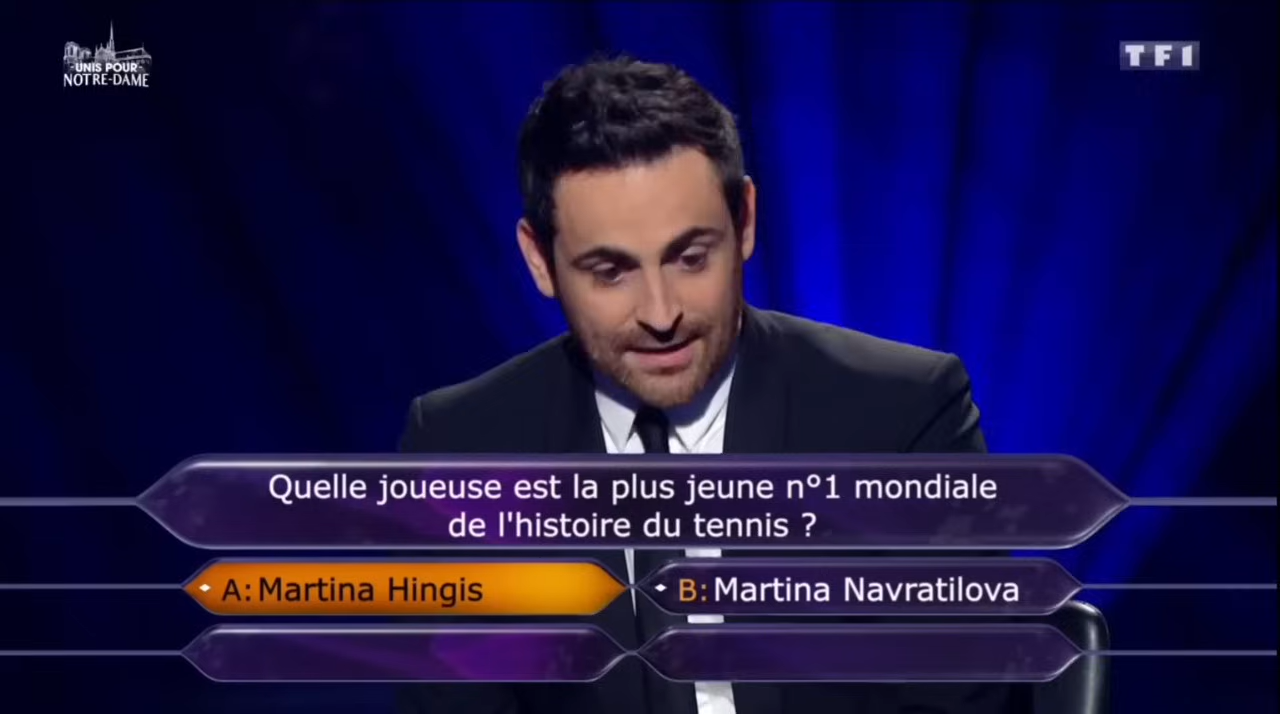 UNIS POUR
NOTRE-DAME
TF1
Quelle joueuse est la plus jeune n°1 mondiale
de l'histoire du tennis ?
A: Martina Hingis
B: Martina Navratilova